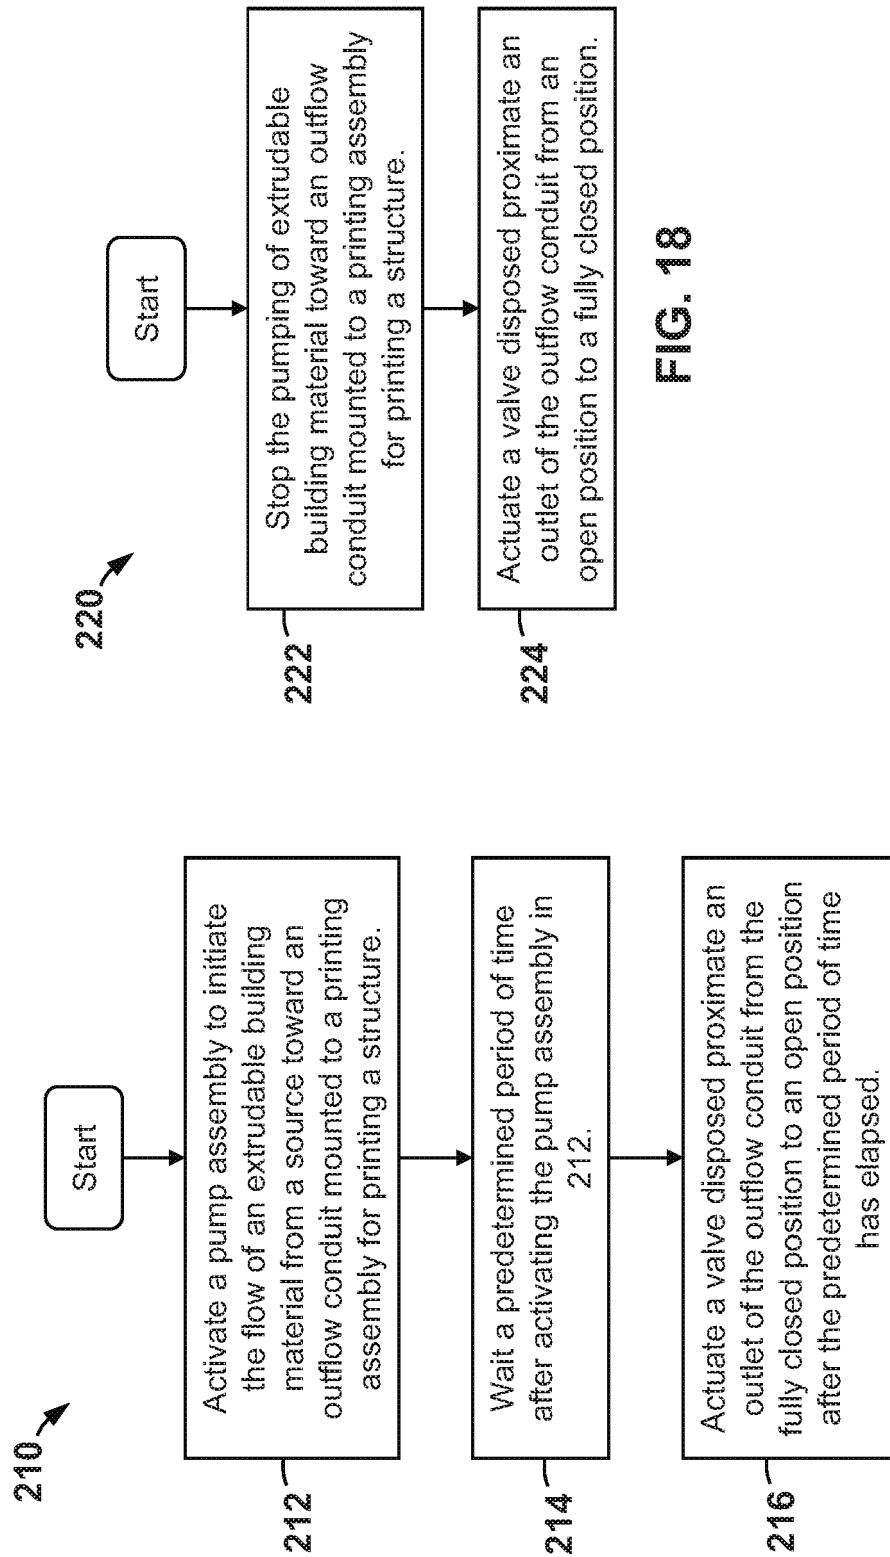 210
Start
Activate a pump assembly to initiate
the flow of an extrudable building
material from a source toward an
outflow conduit mounted to a printing
assembly for printing a structure.
212
Wait a predetermined period of time
after activating the pump assembly in
212.
214
Actuate a valve disposed proximate an
outlet of the outflow conduit from the
fully closed position to an open position
after the predetermined period of time
has elapsed.
216
220
Start
Stop the pumping of extrudable
building material toward an outflow
conduit mounted to a printing assembly
for printing a structure.
222
Actuate a valve disposed proximate an
outlet of the outflow conduit from an
open position to a fully closed position.
224
FIG. 18